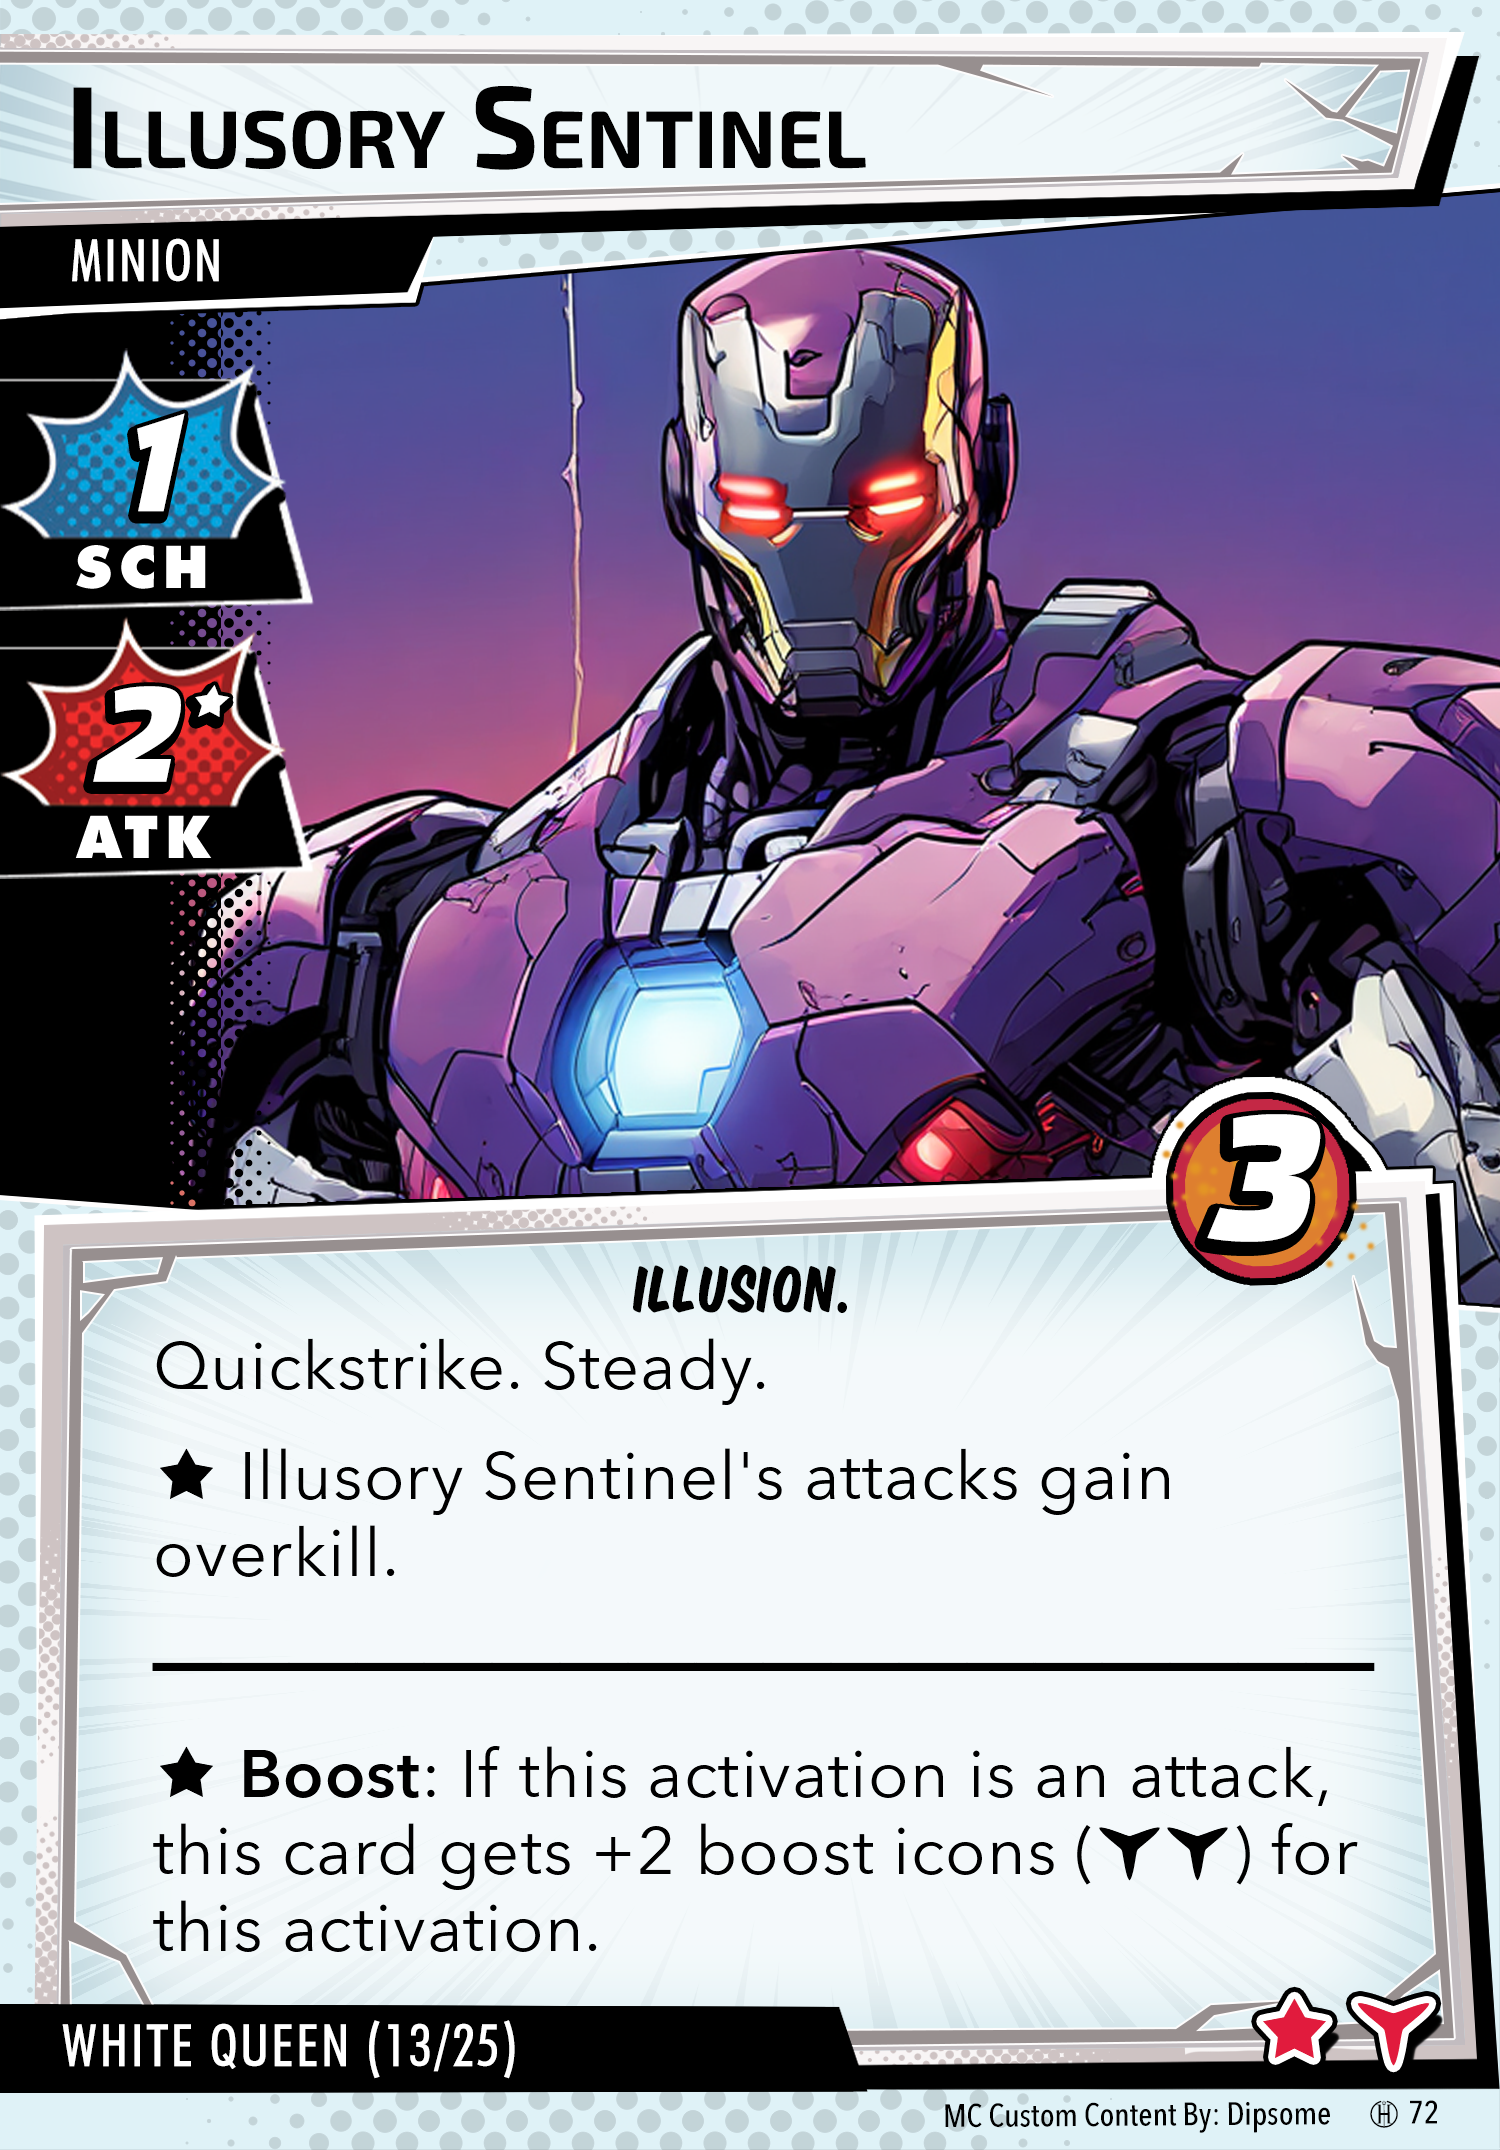 Illusory Sentinel
MINION
1
SCH
2★
ATK
3
ILLUSION.
Quickstrike. Steady.
★ Illusory Sentinel's attacks gain
overkill.
★ Boost: If this activation is an attack,
this card gets +2 boost icons ( ) for
this activation.
WHITE QUEEN (13/25)
MC Custom Content By: Dipsome
H 72